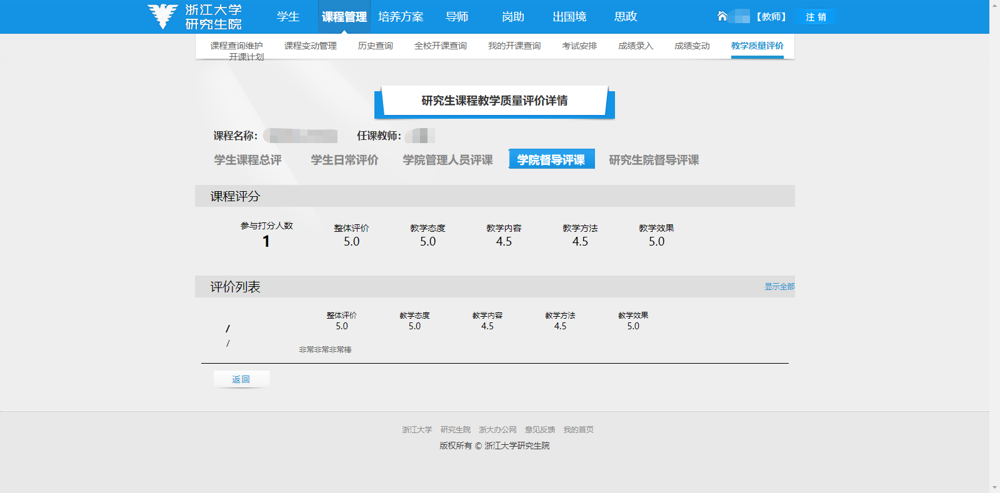 浙江大学
研究生院
学生 课程管理 培养方案 导师 岗助 出国境 思政 【教师】 注 销
课程查询维护 课程变动管理 历史查询 全校开课查询 我的开课查询 考试安排 成绩录入 成绩变动 教学质量评价
开课计划
研究生课程教学质量评价详情
课程名称： 任课教师：
学生课程总评 学生日常评价 学院管理人员评课 学院督导评课 研究生院督导评课
课程评分
参与打分人数 整体评价 教学态度 教学内容 教学方法 教学效果
1 5.0 5.0 4.5 4.5 5.0
评价列表 显示全部
整体评价 教学态度 教学内容 教学方法 教学效果
/ 5.0 5.0 4.5 4.5 5.0
/
非常非常非常棒
返回
浙江大学 研究生院 浙大办公网 意见反馈 我的首页
版权所有 © 浙江大学研究生院